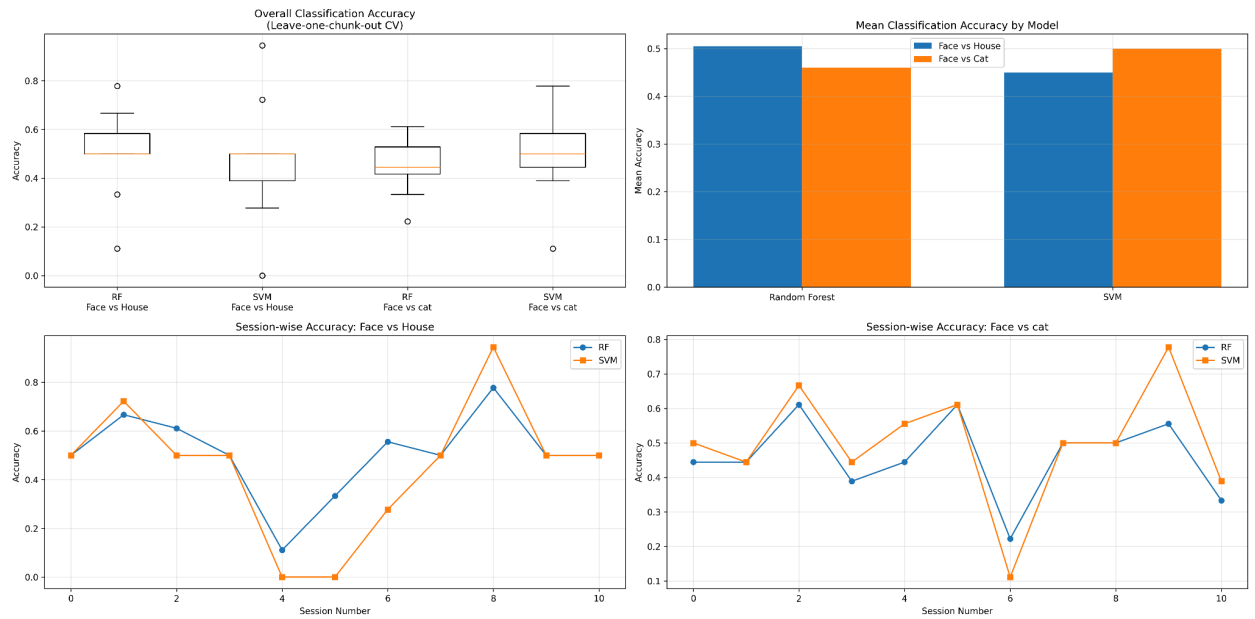 Overall Classification Accuracy
(Leave-one-chunk-out CV)
Accuracy
0.8
0.6
0.4
0.2
0.0
RF
Face vs House
SVM
Face vs House
RF
Face vs cat
SVM
Face vs cat
Mean Classification Accuracy by Model
Face vs House
Face vs Cat
Mean Accuracy
0.5
0.4
0.3
0.2
0.1
0.0
Random Forest
SVM
Session-wise Accuracy: Face vs House
RF
SVM
Accuracy
0.8
0.6
0.4
0.2
0.0
0 2 4 6 8 10
Session Number
Session-wise Accuracy: Face vs cat
RF
SVM
Accuracy
0.8
0.7
0.6
0.5
0.4
0.3
0.2
0.1
0 2 4 6 8 10
Session Number